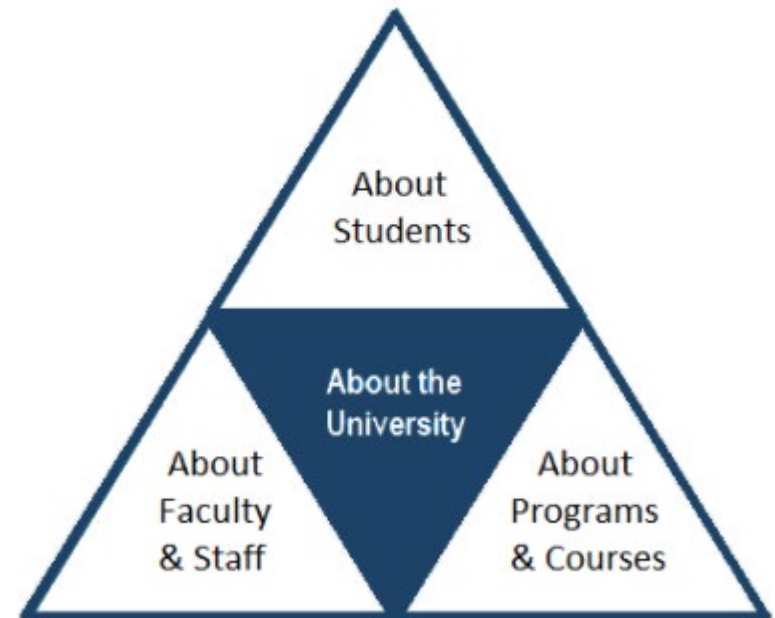 About
Students
About the
University
About
Faculty
& Staff
About
Programs
& Courses